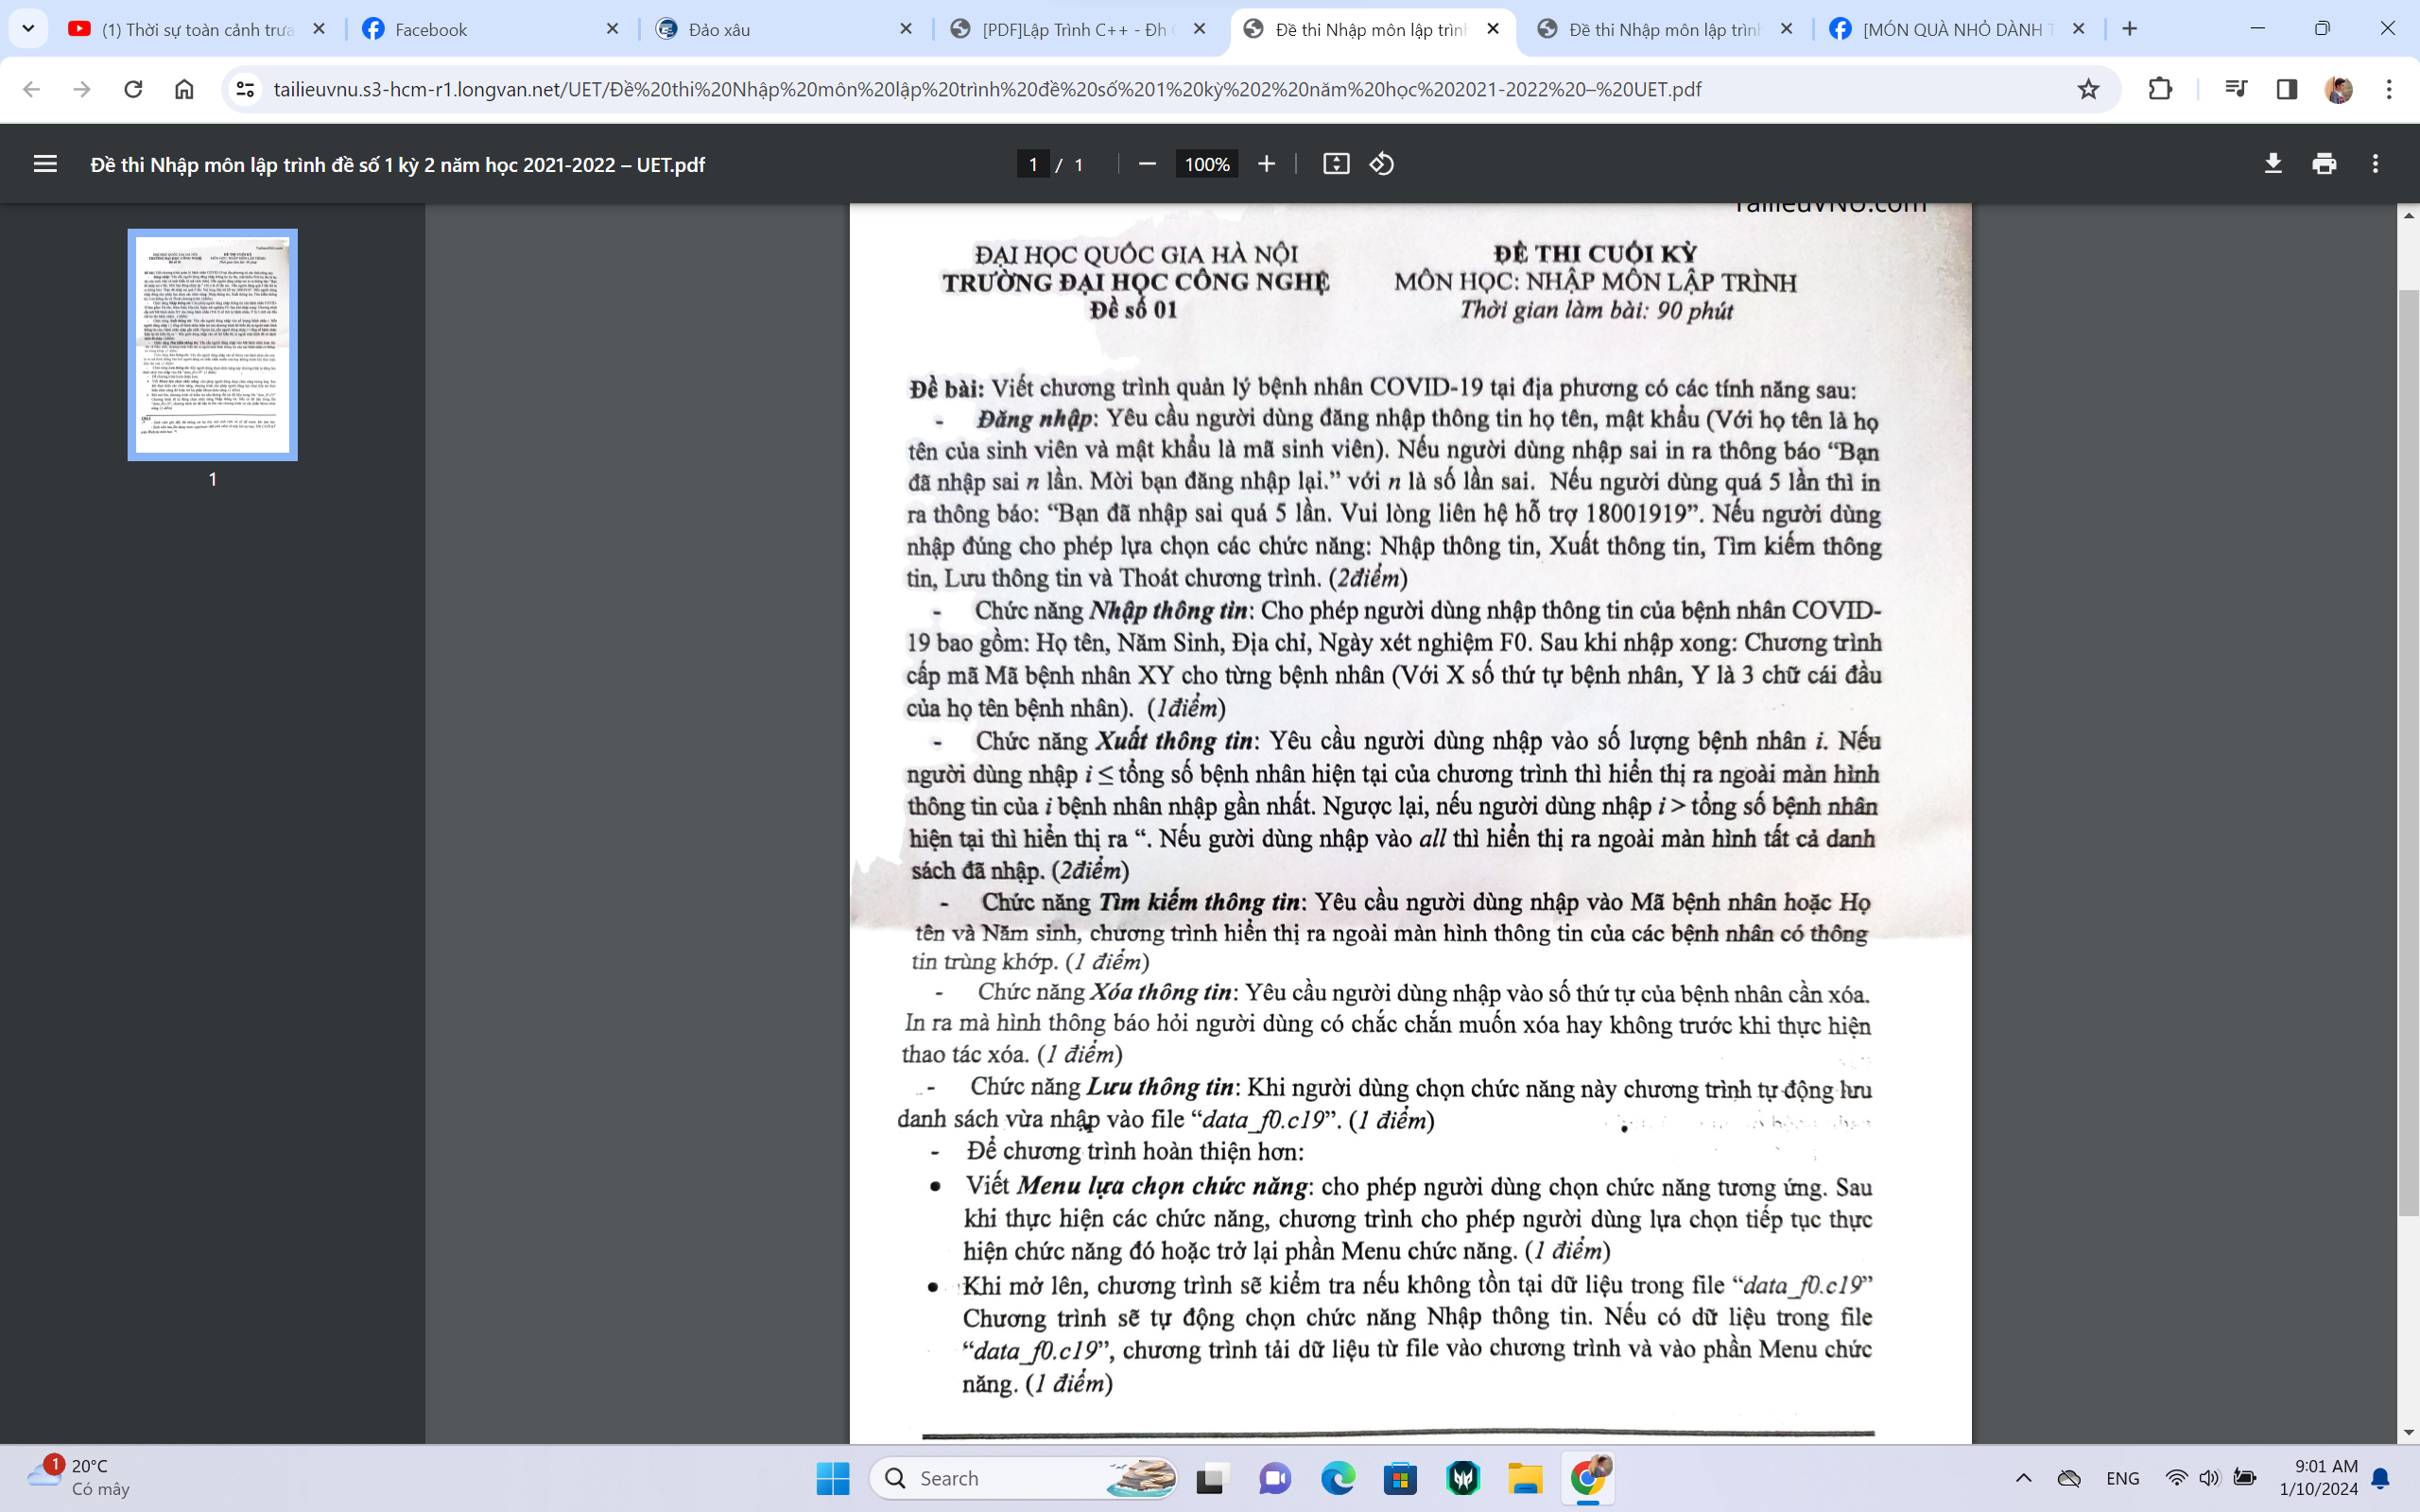 (1) Thời sự toàn cảnh trưa
Facebook
Đảo xâu
[PDF]Lập Trình C++ - Đh
Đề thi Nhập môn lập trình
Đề thi Nhập môn lập trình
[MÓN QUÀ NHỎ DÀNH T
tailieuvnu.s3-hcm-r1.longvan.net/UET/Đề%20thi%20Nhập%20môn%20lập%20trình%20đề%20số%201%20kỳ%202%20năm%20học%202021-2022%20–%20UET.pdf
Đề thi Nhập môn lập trình đề số 1 kỳ 2 năm học 2021-2022 – UET.pdf
1 / 1
100%
1
TailieuVNU.com
ĐẠI HỌC QUỐC GIA HÀ NỘI
TRƯỜNG ĐẠI HỌC CÔNG NGHỆ
Đề số 01
ĐỀ THI CUỐI KỲ
MÔN HỌC: NHẬP MÔN LẬP TRÌNH
Thời gian làm bài: 90 phút
Đề bài: Viết chương trình quản lý bệnh nhân COVID-19 tại địa phương có các tính năng sau:
- Đăng nhập: Yêu cầu người dùng đăng nhập thông tin họ tên, mật khẩu (Với họ tên là họ
tên của sinh viên và mật khẩu là mã sinh viên). Nếu người dùng nhập sai in ra thông báo “Bạn
đã nhập sai n lần. Mời bạn đăng nhập lại.” với n là số lần sai. Nếu người dùng quá 5 lần thì in
ra thông báo: “Bạn đã nhập sai quá 5 lần. Vui lòng liên hệ hỗ trợ 18001919”. Nếu người dùng
nhập đúng cho phép lựa chọn các chức năng: Nhập thông tin, Xuất thông tin, Tìm kiếm thông
tin, Lưu thông tin và Thoát chương trình. (2điểm)
- Chức năng Nhập thông tin: Cho phép người dùng nhập thông tin của bệnh nhân COVID-
19 bao gồm: Họ tên, Năm Sinh, Địa chỉ, Ngày xét nghiệm F0. Sau khi nhập xong: Chương trình
cấp mã Mã bệnh nhân XY cho từng bệnh nhân (Với X số thứ tự bệnh nhân, Y là 3 chữ cái đầu
của họ tên bệnh nhân). (1điểm)
- Chức năng Xuất thông tin: Yêu cầu người dùng nhập vào số lượng bệnh nhân i. Nếu
người dùng nhập i ≤ tổng số bệnh nhân hiện tại của chương trình thì hiển thị ra ngoài màn hình
thông tin của i bệnh nhân nhập gần nhất. Ngược lại, nếu người dùng nhập i > tổng số bệnh nhân
hiện tại thì hiển thị ra “. Nếu gười dùng nhập vào all thì hiển thị ra ngoài màn hình tất cả danh
sách đã nhập. (2điểm)
- Chức năng Tìm kiếm thông tin: Yêu cầu người dùng nhập vào Mã bệnh nhân hoặc Họ
tên và Năm sinh, chương trình hiển thị ra ngoài màn hình thông tin của các bệnh nhân có thông
tin trùng khớp. (1 điểm)
- Chức năng Xóa thông tin: Yêu cầu người dùng nhập vào số thứ tự của bệnh nhân cần xóa.
In ra mà hình thông báo hỏi người dùng có chắc chắn muốn xóa hay không trước khi thực hiện
thao tác xóa. (1 điểm)
- Chức năng Lưu thông tin: Khi người dùng chọn chức năng này chương trình tự động lưu
danh sách vừa nhập vào file “data_f0.c19”. (1 điểm)
- Để chương trình hoàn thiện hơn:
• Viết Menu lựa chọn chức năng: cho phép người dùng chọn chức năng tương ứng. Sau
khi thực hiện các chức năng, chương trình cho phép người dùng lựa chọn tiếp tục thực
hiện chức năng đó hoặc trở lại phần Menu chức năng. (1 điểm)
• Khi mở lên, chương trình sẽ kiểm tra nếu không tồn tại dữ liệu trong file “data_f0.c19”
Chương trình sẽ tự động chọn chức năng Nhập thông tin. Nếu có dữ liệu trong file
“data_f0.c19”, chương trình tải dữ liệu từ file vào chương trình và vào phần Menu chức
năng. (1 điểm)
1
20°C
Có mây
Search
ENG
9:01 AM
1/10/2024